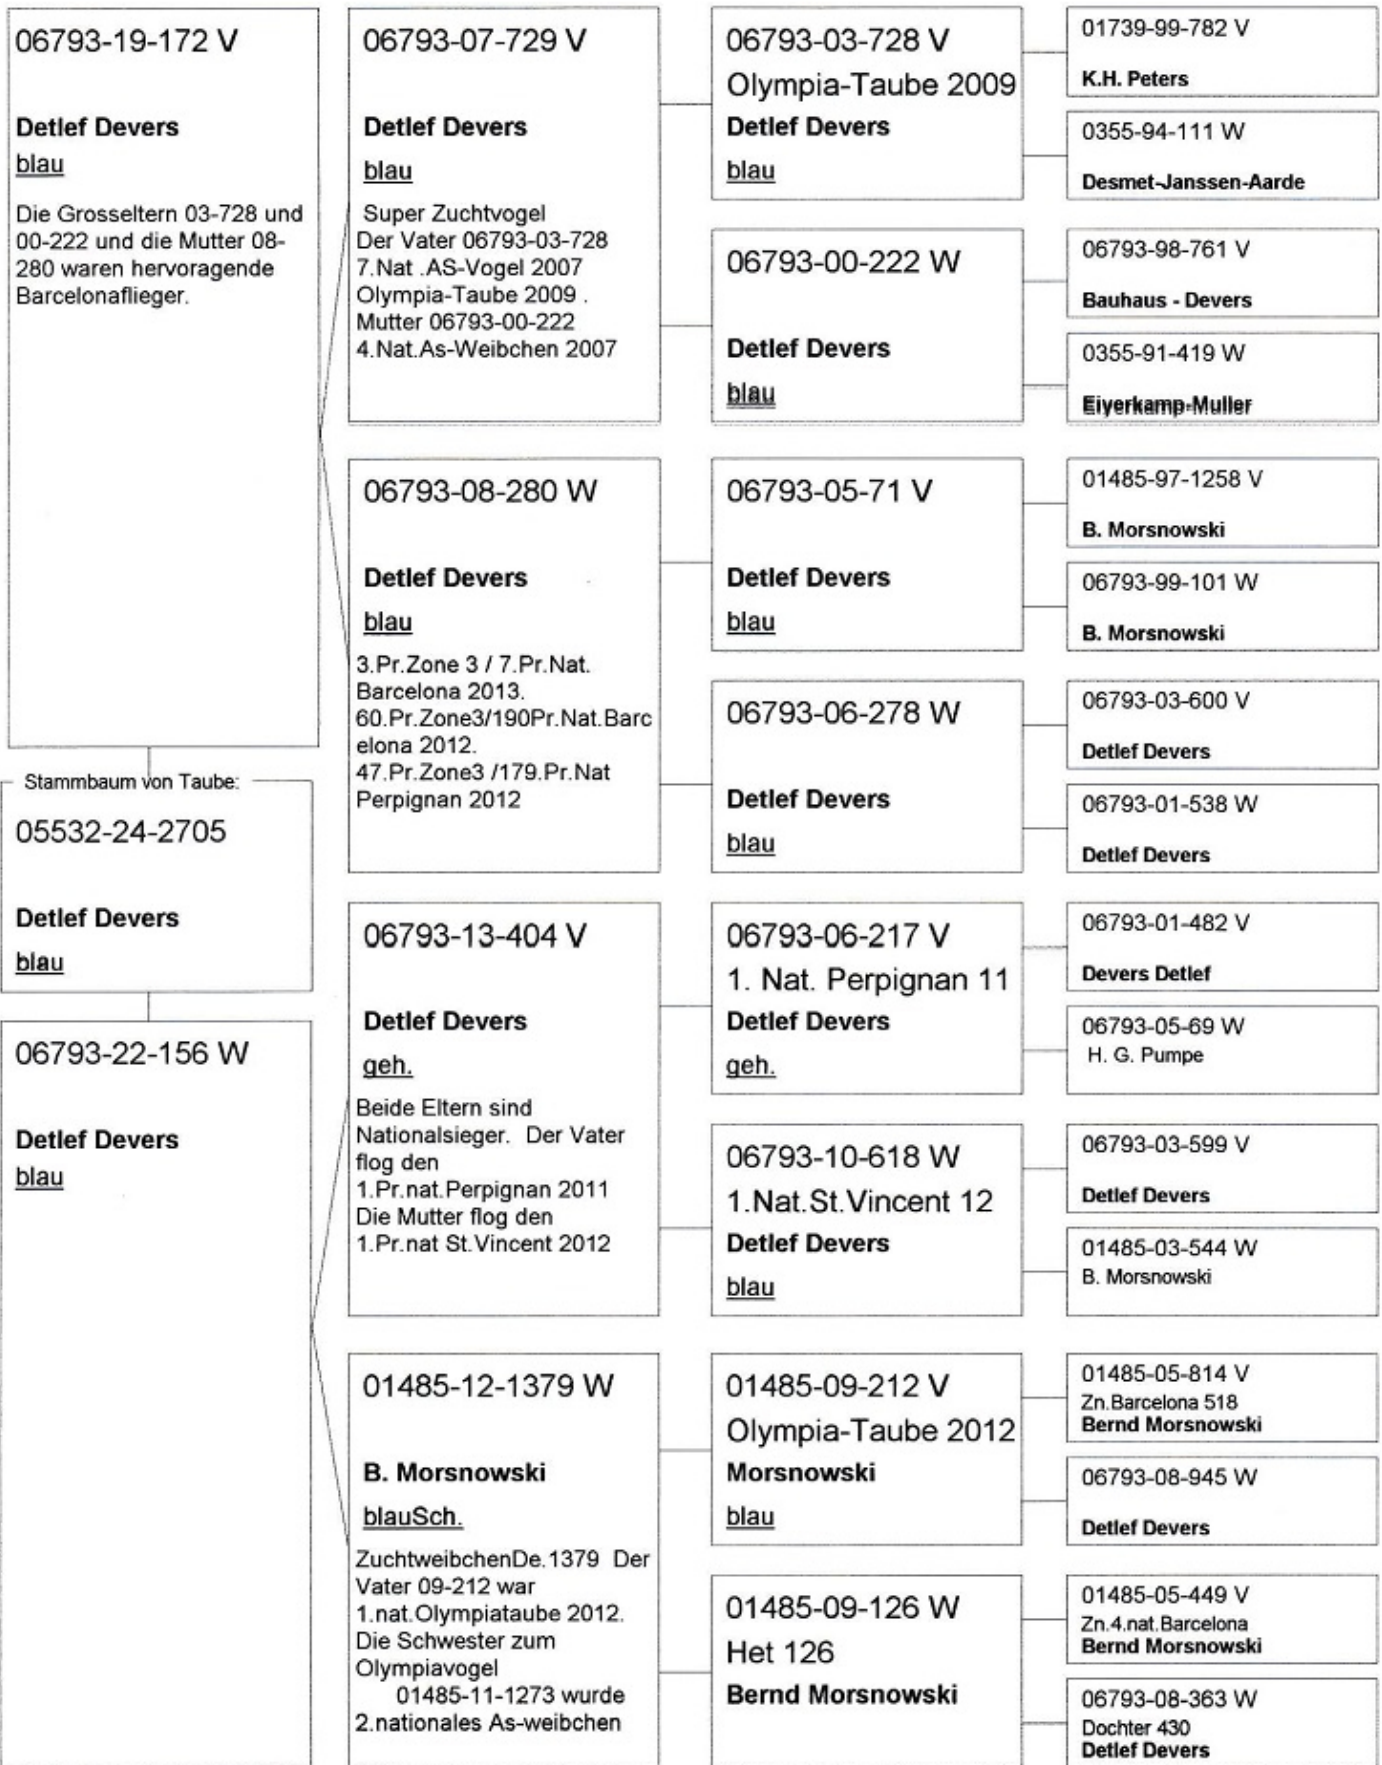 06793-19-172 V
Detlef Devers
blau
Die Grosseltern 03-728 und
00-222 und die Mutter 08-
280 waren hervoragende
Barcelonaflieger.
Stammbaum von Taube:
05532-24-2705
Detlef Devers
blau
06793-22-156 W
Detlef Devers
blau
06793-07-729 V
Detlef Devers
blau
Super Zuchtvogel
Der Vater 06793-03-728
7.Nat .AS-Vogel 2007
Olympia-Taube 2009 .
Mutter 06793-00-222
4.Nat.As-Weibchen 2007
06793-08-280 W
Detlef Devers
blau
3.Pr.Zone 3 / 7.Pr.Nat.
Barcelona 2013.
60.Pr.Zone3/190Pr.Nat.Barc
elona 2012.
47.Pr.Zone3 /179.Pr.Nat
Perpignan 2012
06793-13-404 V
Detlef Devers
geh.
Beide Eltern sind
Nationalsieger. Der Vater
flog den
1.Pr.nat.Perpignan 2011
Die Mutter flog den
1.Pr.nat St.Vincent 2012
01485-12-1379 W
B. Morsnowski
blauSch.
ZuchtweibchenDe.1379 Der
Vater 09-212 war
1.nat.Olympiataube 2012.
Die Schwester zum
Olympiavogel
01485-11-1273 wurde
2.nationales As-weibchen
06793-03-728 V
Olympia-Taube 2009
Detlef Devers
blau
06793-00-222 W
Detlef Devers
blau
06793-05-71 V
Detlef Devers
blau
06793-06-278 W
Detlef Devers
blau
06793-06-217 V
1. Nat. Perpignan 11
Detlef Devers
geh.
06793-10-618 W
1.Nat.St.Vincent 12
Detlef Devers
blau
01485-09-212 V
Olympia-Taube 2012
Morsnowski
blau
01485-09-126 W
Het 126
Bernd Morsnowski
01739-99-782 V
K.H. Peters
0355-94-111 W
Desmet-Janssen-Aarde
06793-98-761 V
Bauhaus - Devers
0355-91-419 W
Eiyerkamp-Muller
01485-97-1258 V
B. Morsnowski
06793-99-101 W
B. Morsnowski
06793-03-600 V
Detlef Devers
06793-01-538 W
Detlef Devers
06793-01-482 V
Devers Detlef
06793-05-69 W
H. G. Pumpe
06793-03-599 V
Detlef Devers
01485-03-544 W
B. Morsnowski
01485-05-814 V
Zn.Barcelona 518
Bernd Morsnowski
06793-08-945 W
Detlef Devers
01485-05-449 V
Zn.4.nat.Barcelona
Bernd Morsnowski
06793-08-363 W
Dochter 430
Detlef Devers